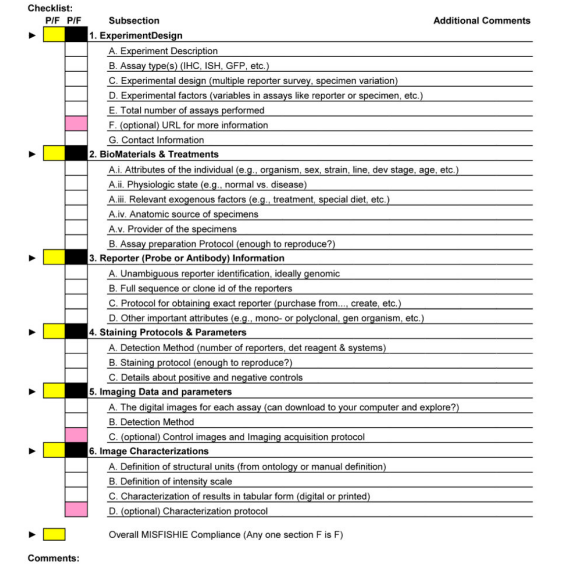 Checklist:
P/F P/F Subsection Additional Comments
► 1. ExperimentDesign
A. Experiment Description
B. Assay type(s) (IHC, ISH, GFP, etc.)
C. Experimental design (multiple reporter survey, specimen variation)
D. Experimental factors (variables in assays like reporter or specimen, etc.)
E. Total number of assays performed
F. (optional) URL for more information
G. Contact Information
► 2. BioMaterials & Treatments
A.i. Attributes of the individual (e.g., organism, sex, strain, line, dev stage, age, etc.)
A.ii. Physiologic state (e.g., normal vs. disease)
A.iii. Relevant exogenous factors (e.g., treatment, special diet, etc.)
A.iv. Anatomic source of specimens
A.v. Provider of the specimens
B. Assay preparation Protocol (enough to reproduce?)
► 3. Reporter (Probe or Antibody) Information
A. Unambiguous reporter identification, ideally genomic
B. Full sequence or clone id of the reporters
C. Protocol for obtaining exact reporter (purchase from..., create, etc.)
D. Other important attributes (e.g., mono- or polyclonal, gen organism, etc.)
► 4. Staining Protocols & Parameters
A. Detection Method (number of reporters, det reagent & systems)
B. Staining protocol (enough to reproduce?)
C. Details about positive and negative controls
► 5. Imaging Data and parameters
A. The digital images for each assay (can download to your computer and explore?)
B. Detection Method
C. (optional) Control images and Imaging acquisition protocol
► 6. Image Characterizations
A. Definition of structural units (from ontology or manual definition)
B. Definition of intensity scale
C. Characterization of results in tabular form (digital or printed)
D. (optional) Characterization protocol
► Overall MISFISHIE Compliance (Any one section F is F)
Comments: